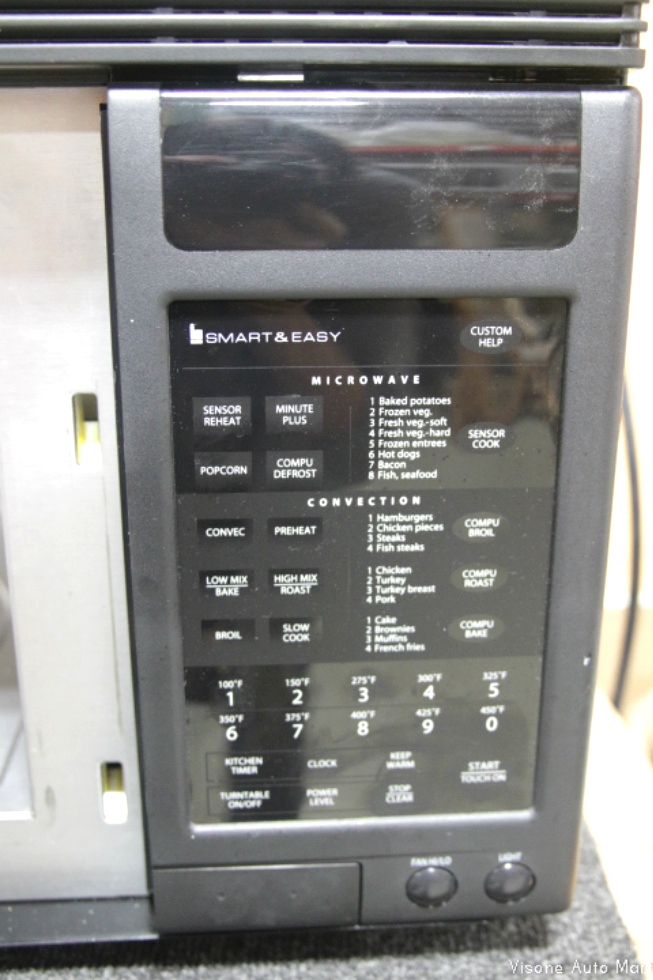 SMART & EASY
CUSTOM
HELP
MICROWAVE
SENSOR
REHEAT
MINUTE
PLUS
POPCORN
COMPU
DEFROST
1 Baked potatoes
2 Frozen veg.
3 Fresh veg.-soft
4 Fresh veg.-hard
5 Frozen entrees
6 Hot dogs
7 Bacon
8 Fish, seafood
SENSOR
COOK
CONVECTION
CONVEC
PREHEAT
1 Hamburgers
2 Chicken pieces
3 Steaks
4 Fish steaks
COMPU
BROIL
LOW MIX
BAKE
HIGH MIX
ROAST
1 Chicken
2 Turkey
3 Turkey breast
4 Pork
COMPU
ROAST
BROIL
SLOW
COOK
1 Cake
2 Brownies
3 Muffins
4 French fries
COMPU
BAKE
100°F 150°F 275°F 300°F 325°F
1 2 3 4 5
350°F 375°F 400°F 425°F 450°F
6 7 8 9 0
KITCHEN
TIMER
CLOCK
KEEP
WARM
START
TOUCH ON
TURNTABLE
ON/OFF
POWER
LEVEL
STOP
CLEAR
FAN HI/LO
LIGHT
Visone Auto Mart